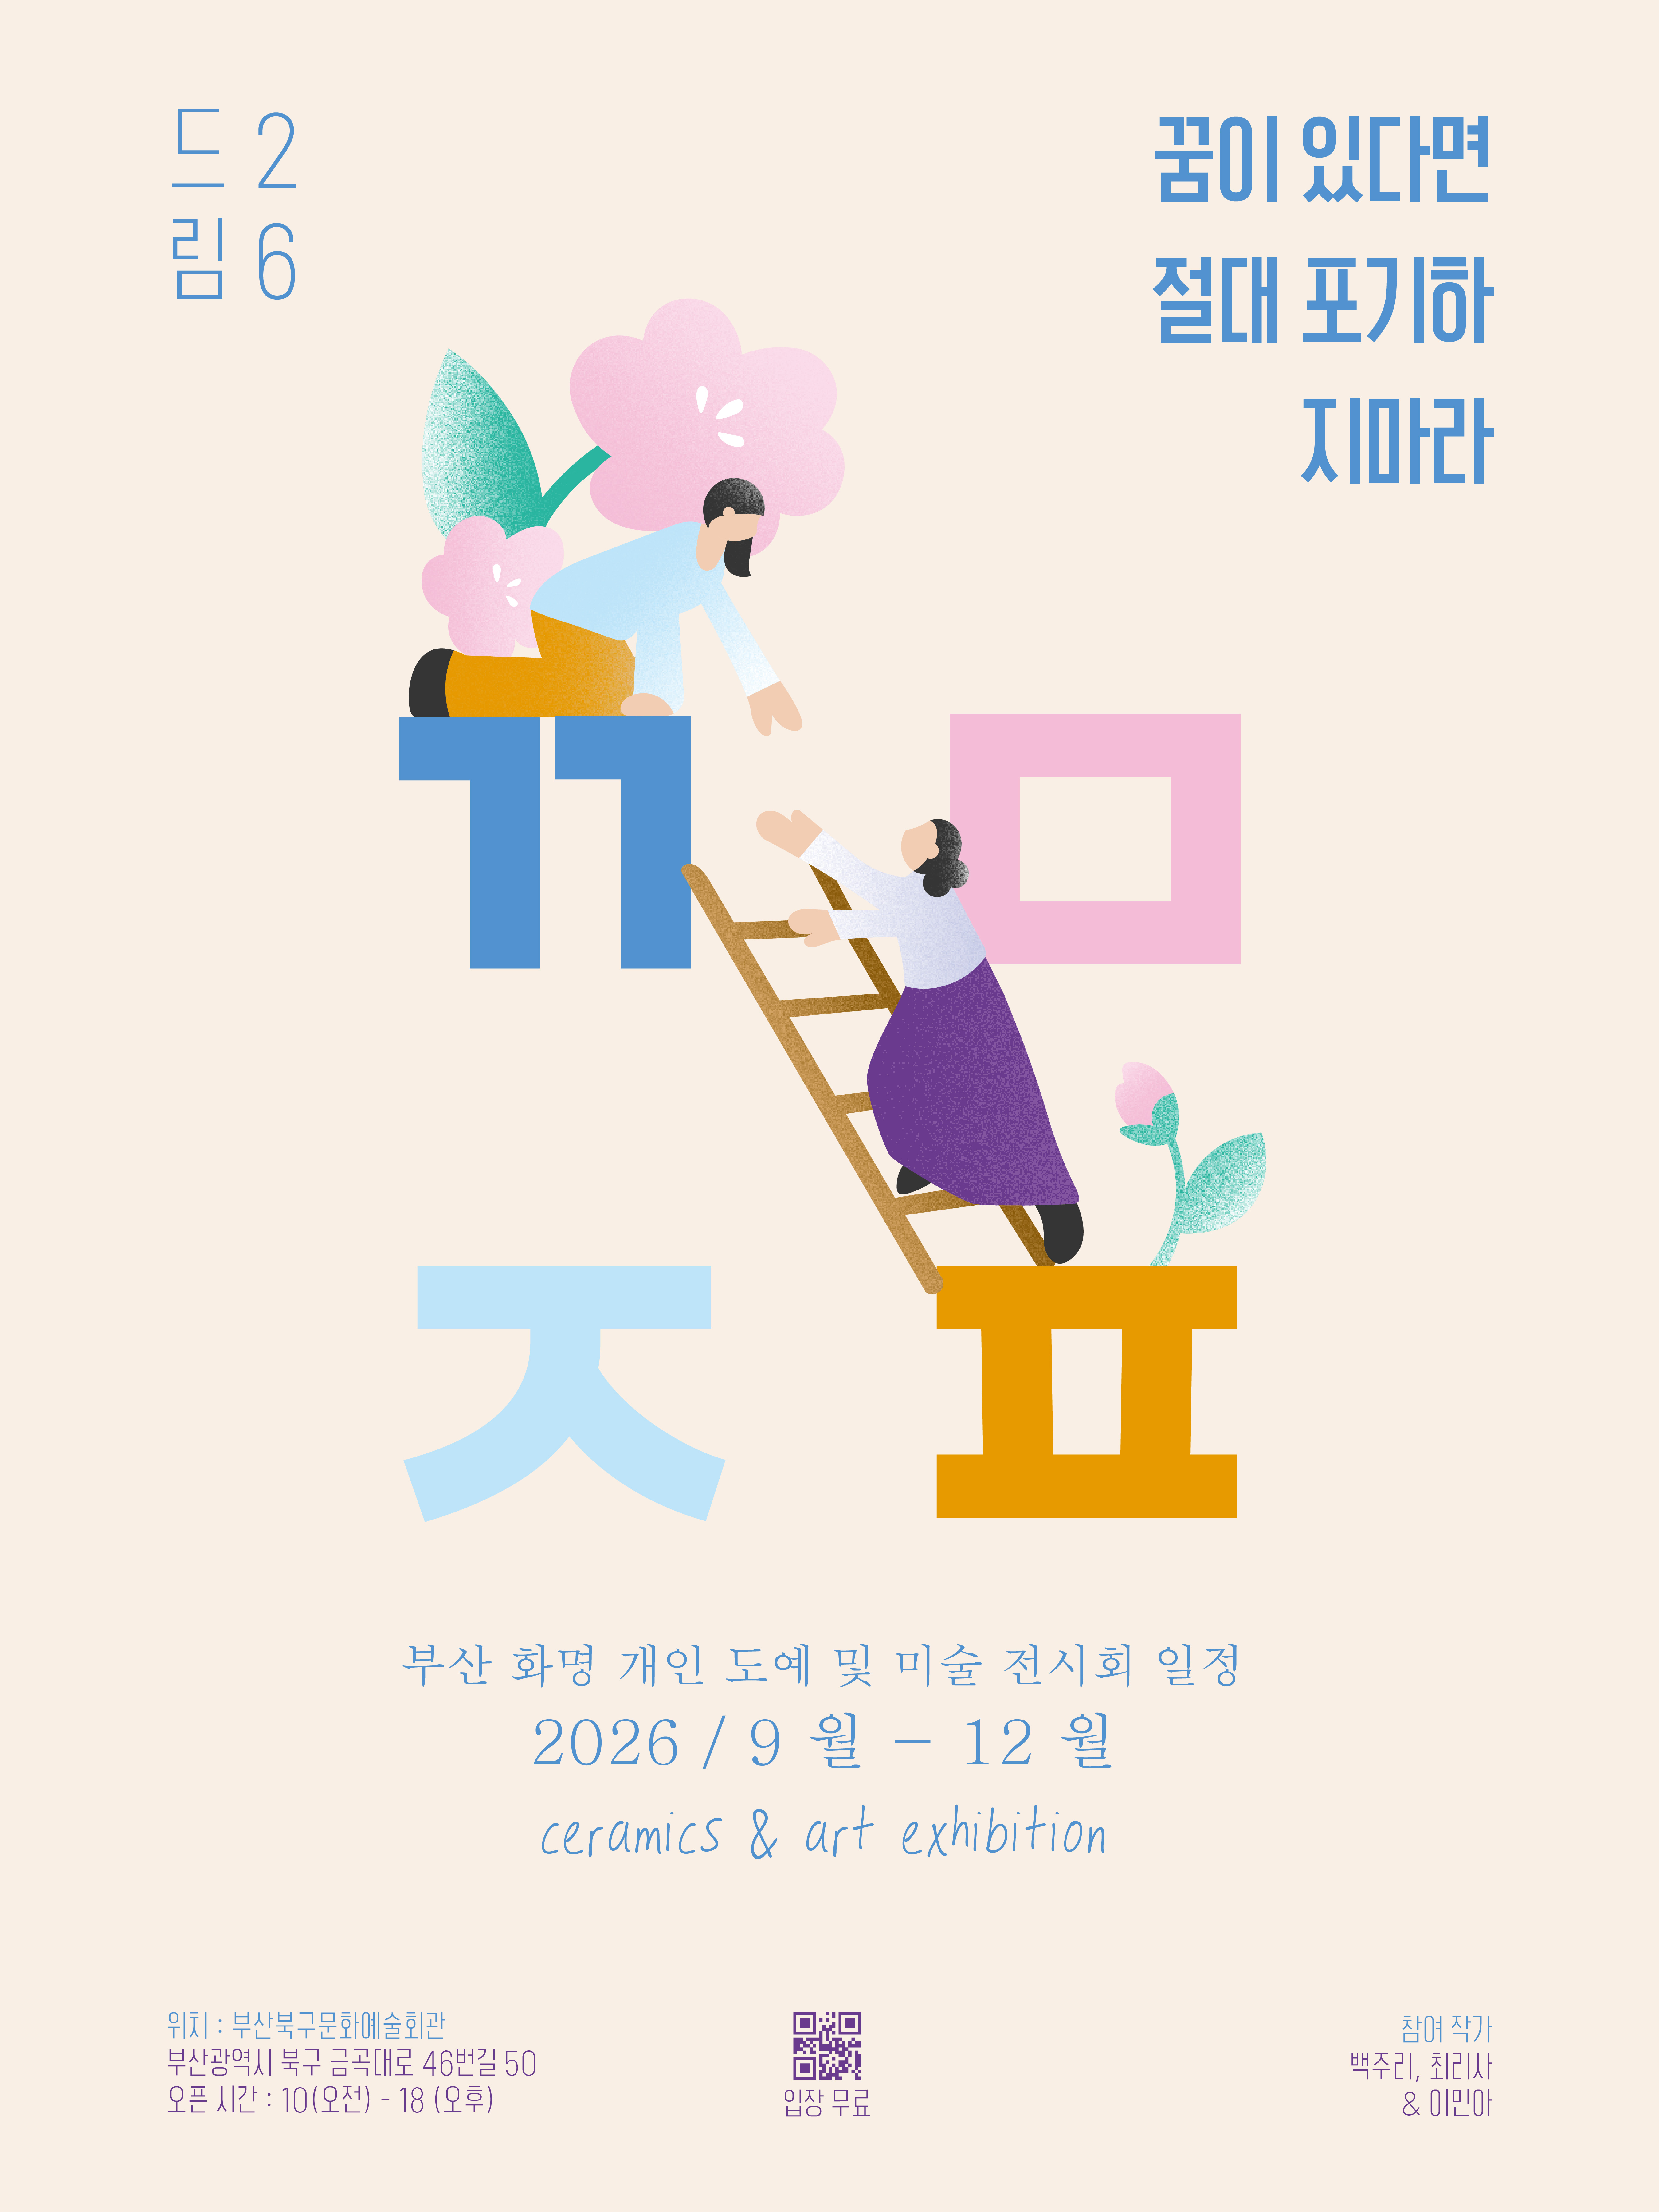 드 2
림 6
꿈이 있다면
절대 포기하
지마라
ㄲ ㅁ
ㅈ ㅍ
부산 화명 개인 도예 및 미술 전시회 일정
2026 / 9 월 – 12 월
ceramics & art exhibition
위치 : 부산북구문화예술회관
부산광역시 북구 금곡대로 46번길 50
오픈 시간 : 10(오전) - 18 (오후)
입장 무료
참여 작가
백주리, 최리사
& 이민아